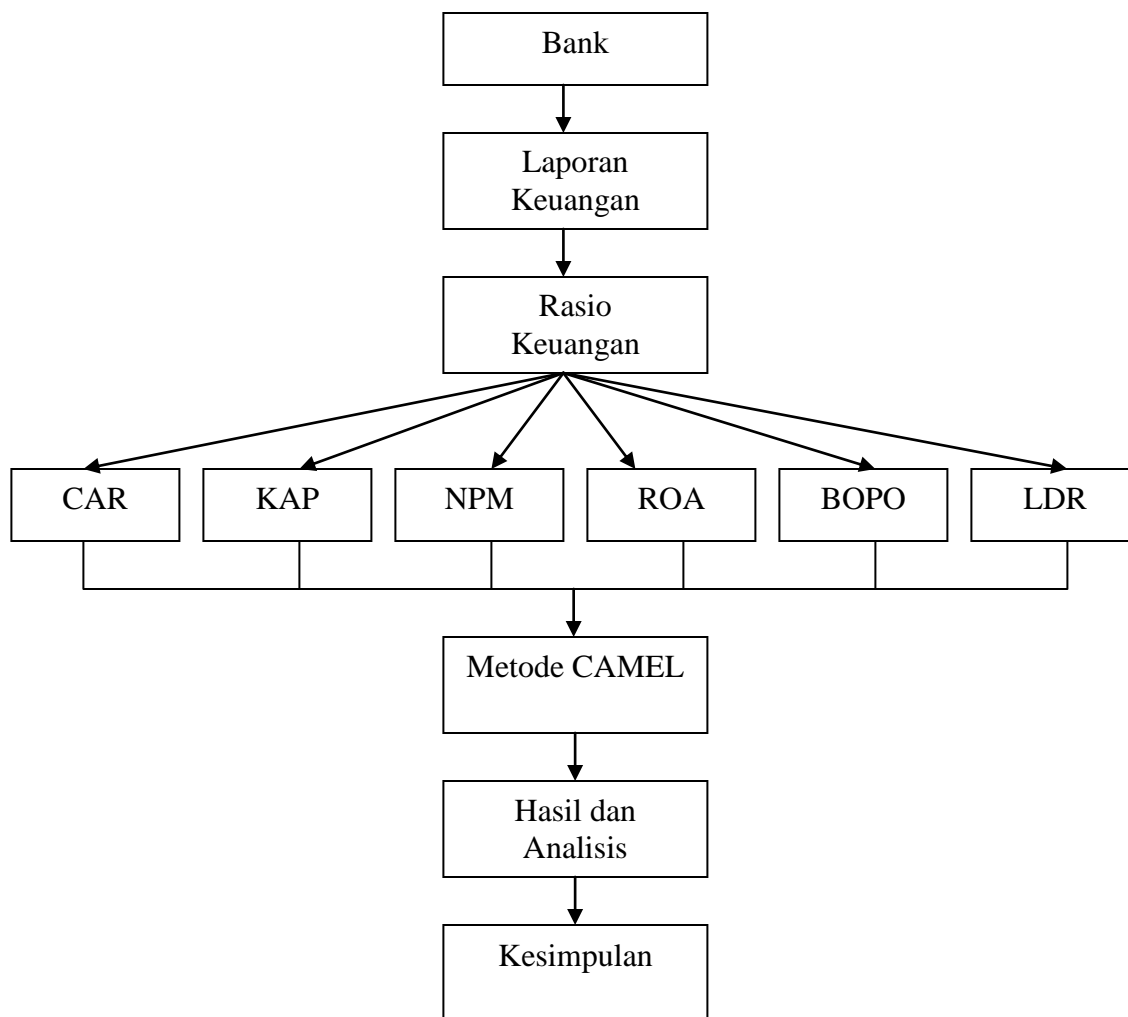 Bank
Laporan
Keuangan
Rasio
Keuangan
CAR
KAP
NPM
ROA
BOPO
LDR
Metode CAMEL
Hasil dan
Analisis
Kesimpulan